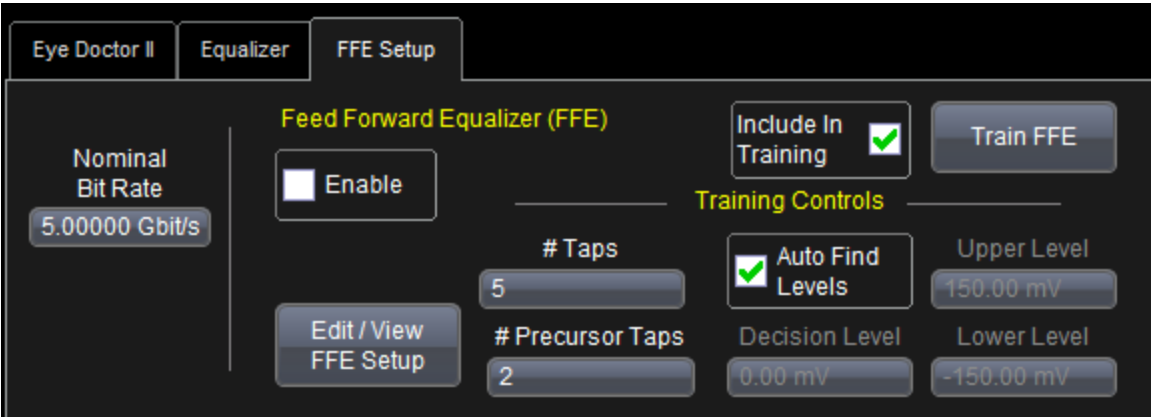 Eye Doctor II
Equalizer
FFE Setup
Nominal
Bit Rate
5.00000 Gbit/s
Feed Forward Equalizer (FFE)
Enable
Include In
Training
Train FFE
Training Controls
# Taps
5
Auto Find
Levels
Upper Level
150.00 mV
Edit / View
FFE Setup
# Precursor Taps
2
Decision Level
0.00 mV
Lower Level
-150.00 mV